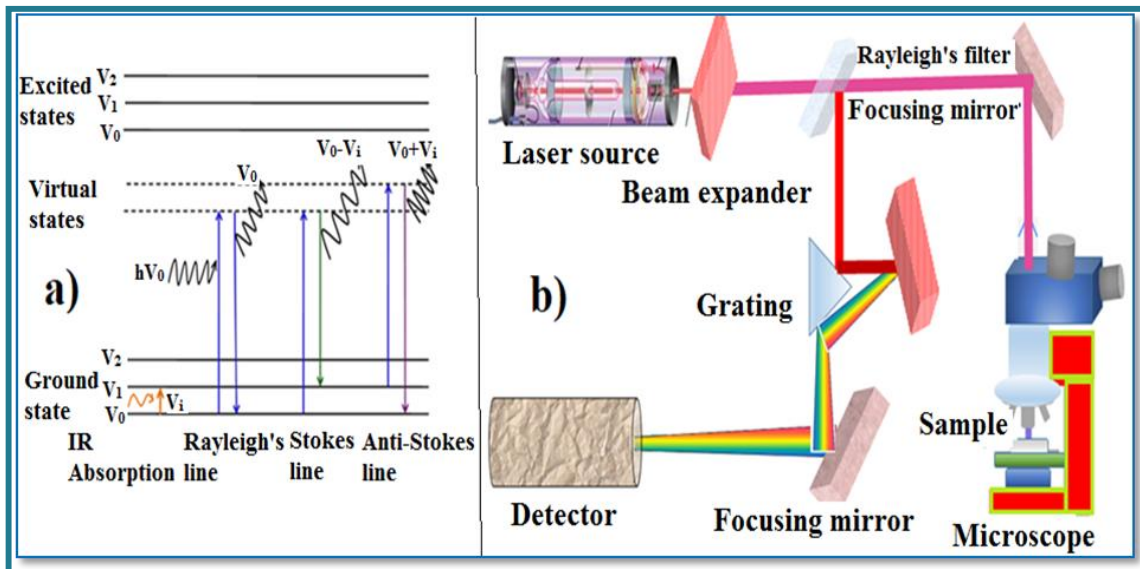 V₂
Excited
V₁
states
V₀
V₀-Vᵢ
V₀+Vᵢ
V₀
Virtual
states
hV₀
a)
V₂
Ground
V₁
state
Vᵢ
V₀
IR
Absorption
Rayleigh's
line
Stokes
line
Anti-Stokes
line
Rayleigh's filter
Focusing mirror
Laser source
Beam expander
b)
Grating
Sample
Detector
Focusing mirror
Microscope